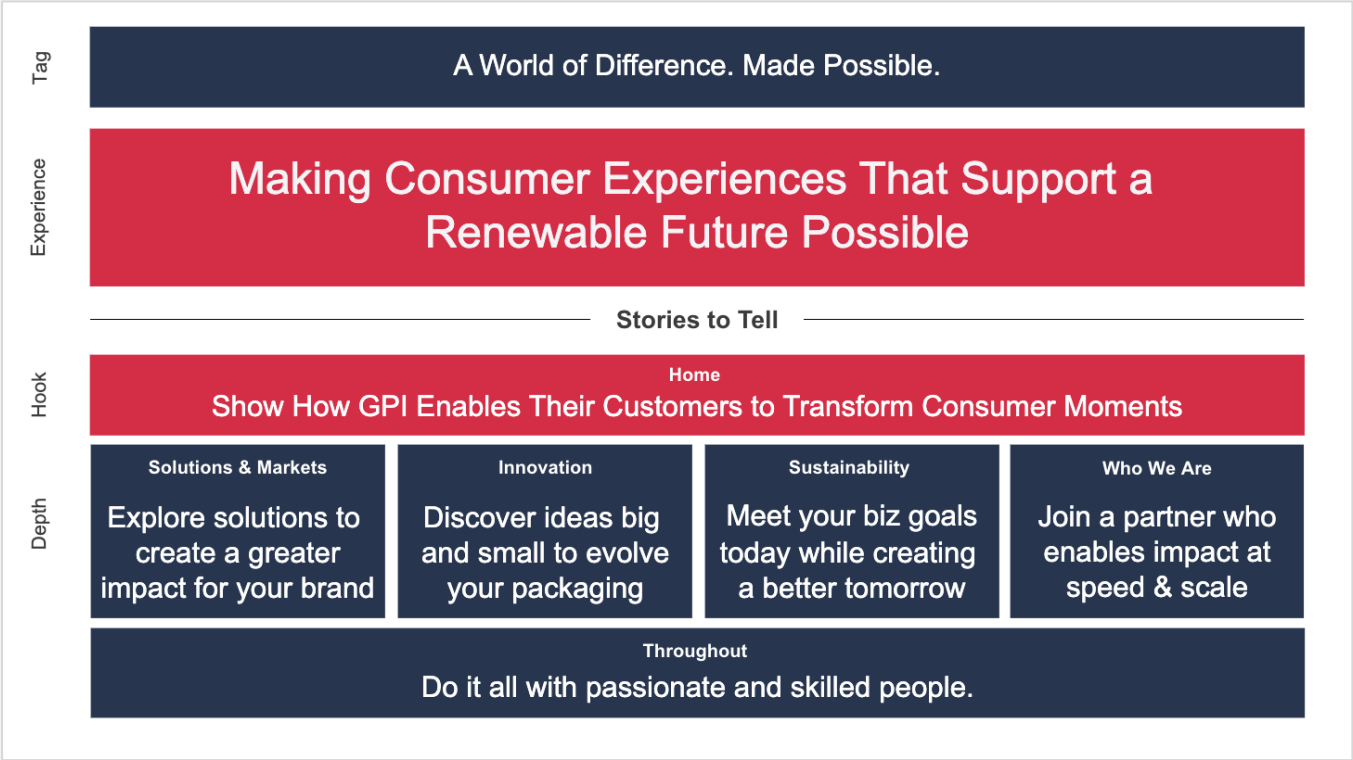 Tag
A World of Difference. Made Possible.
Experience
Making Consumer Experiences That Support a
Renewable Future Possible
Stories to Tell
Hook
Home
Show How GPI Enables Their Customers to Transform Consumer Moments
Depth
Solutions & Markets
Explore solutions to
create a greater
impact for your brand
Innovation
Discover ideas big
and small to evolve
your packaging
Sustainability
Meet your biz goals
today while creating
a better tomorrow
Who We Are
Join a partner who
enables impact at
speed & scale
Throughout
Do it all with passionate and skilled people.